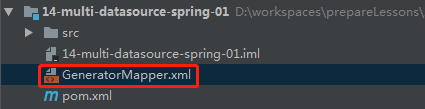 14-multi-datasource-spring-01 D:\workspaces\prepareLessons\
src
14-multi-datasource-spring-01.iml
GeneratorMapper.xml
m pom.xml